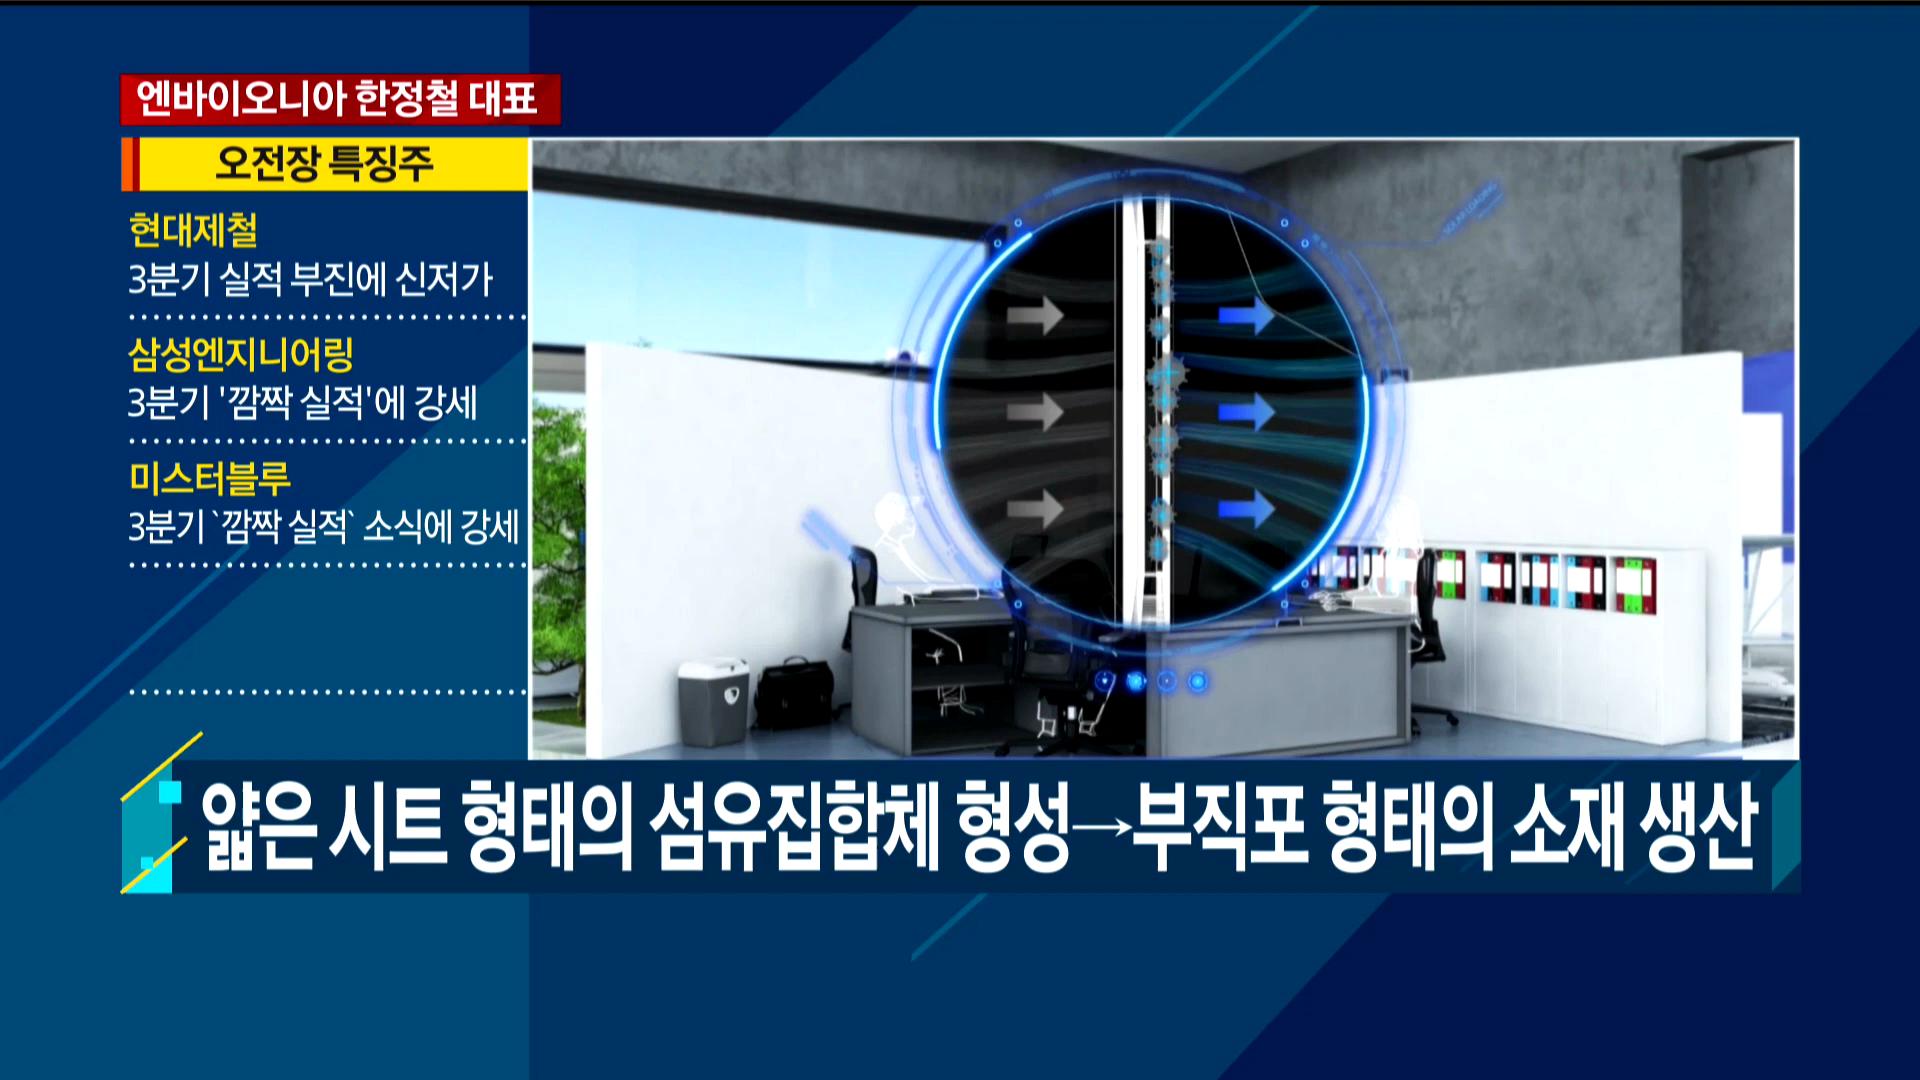 엔바이오니아 한정철 대표
오전장 특징주
현대제철
3분기 실적 부진에 신저가
삼성엔지니어링
3분기 '깜짝 실적'에 강세
미스터블루
3분기 `깜짝 실적` 소식에 강세
얇은 시트 형태의 섬유집합체 형성→부직포 형태의 소재 생산